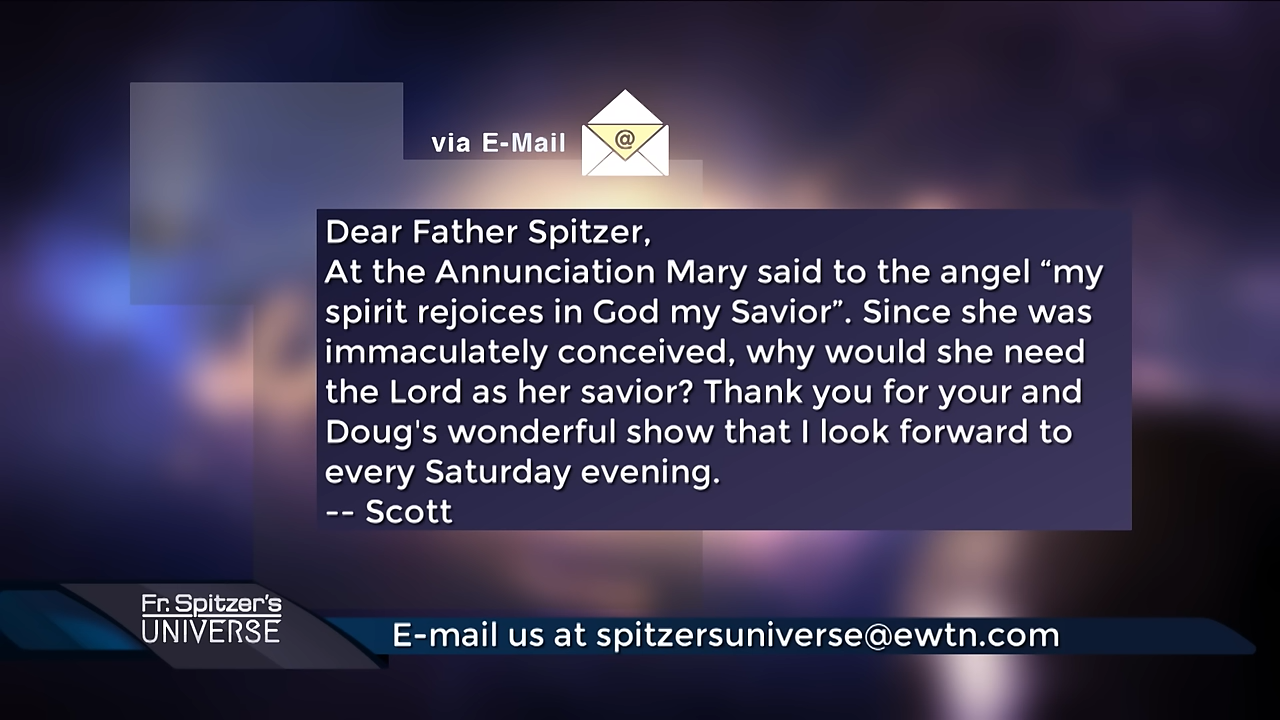 via E-Mail
@
Dear Father Spitzer,
At the Annunciation Mary said to the angel “my
spirit rejoices in God my Savior”. Since she was
immaculately conceived, why would she need
the Lord as her savior? Thank you for your and
Doug's wonderful show that I look forward to
every Saturday evening.
-- Scott
Fr. Spitzer's
UNIVERSE
E-mail us at spitzersuniverse@ewtn.com